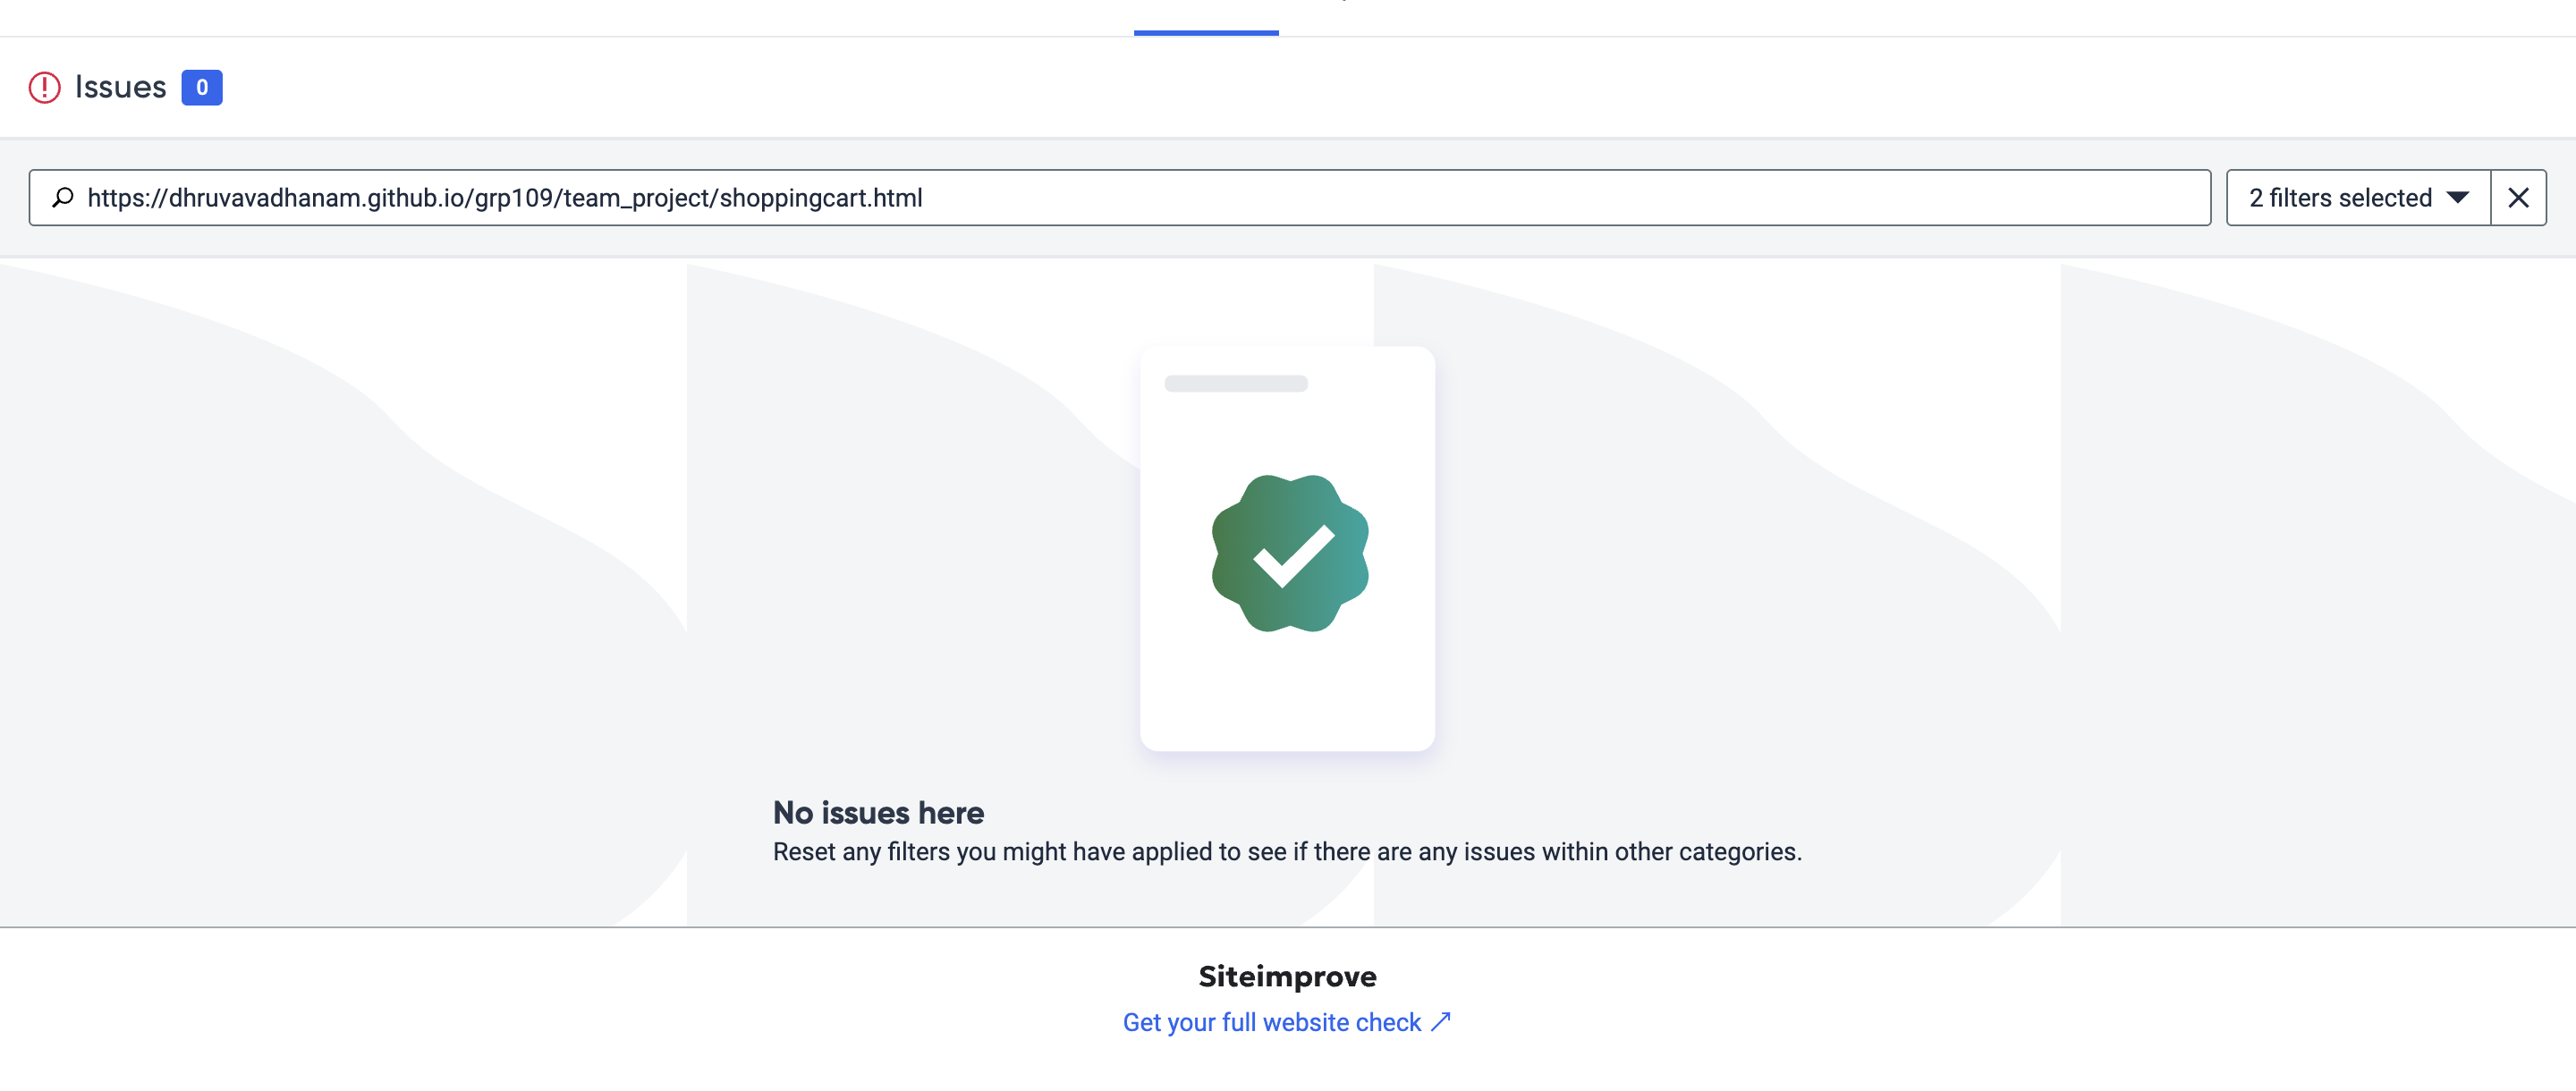 Issues 0
https://dhruvavadhanam.github.io/grp109/team_project/shoppingcart.html
2 filters selected
No issues here
Reset any filters you might have applied to see if there are any issues within other categories.
Siteimprove
Get your full website check